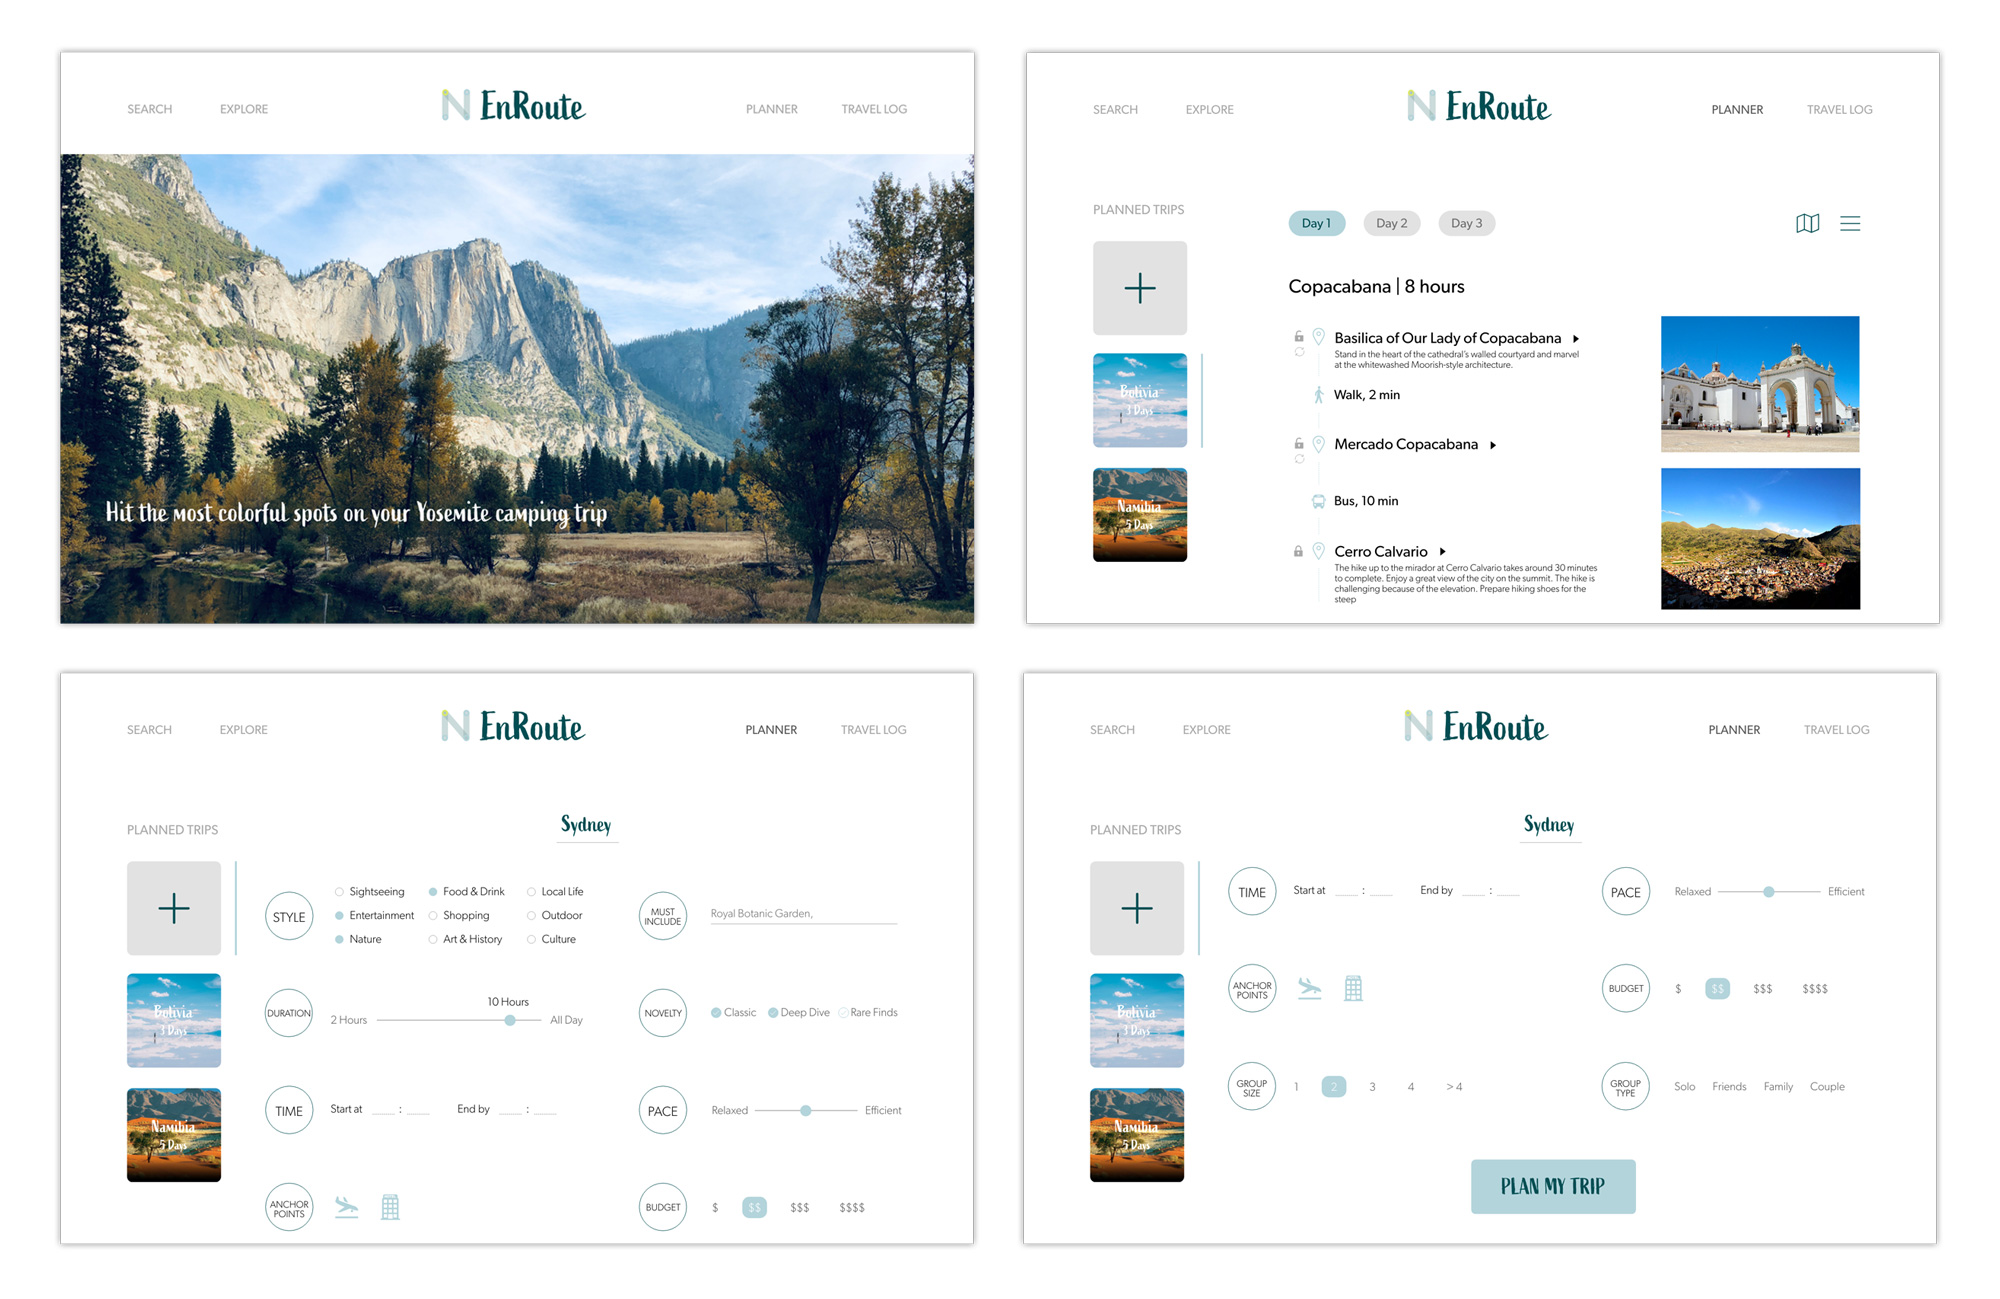 SEARCH
EXPLORE
N EnRoute
PLANNER
TRAVEL LOG
Hit the most colorful spots on your Yosemite camping trip
SEARCH
EXPLORE
N EnRoute
PLANNER
TRAVEL LOG
PLANNED TRIPS
Bolivia
3 Days
Namibia
5 Days
Day 1
Day 2
Day 3
Copacabana | 8 hours
Basilica of Our Lady of Copacabana
Stand in the heart of the cathedral's walled courtyard and marvel
at the whitewashed Moorish-style architecture.
Walk, 2 min
Mercado Copacabana
Bus, 10 min
Cerro Calvario
The hike up to the mirador at Cerro Calvario takes around 30 minutes
to complete. Enjoy a great view of the city on the summit. The hike is
challenging because of the elevation. Prepare hiking shoes for the
steep
SEARCH
EXPLORE
N EnRoute
PLANNER
TRAVEL LOG
PLANNED TRIPS
Bolivia
3 Days
Namibia
5 Days
Sydney
STYLE
Sightseeing
Food & Drink
Local Life
Entertainment
Shopping
Outdoor
Nature
Art & History
Culture
MUST
INCLUDE
Royal Botanic Garden,
DURATION
10 Hours
2 Hours
All Day
NOVELTY
Classic
Deep Dive
Rare Finds
TIME
Start at ___ : ___
End by ___ : ___
PACE
Relaxed
Efficient
ANCHOR
POINTS
BUDGET
$
$$
$$$
$$$$
SEARCH
EXPLORE
N EnRoute
PLANNER
TRAVEL LOG
PLANNED TRIPS
Bolivia
3 Days
Namibia
5 Days
Sydney
TIME
Start at ___ : ___
End by ___ : ___
PACE
Relaxed
Efficient
ANCHOR
POINTS
BUDGET
$
$$
$$$
$$$$
GROUP
SIZE
1
2
3
4
> 4
GROUP
TYPE
Solo
Friends
Family
Couple
PLAN MY TRIP